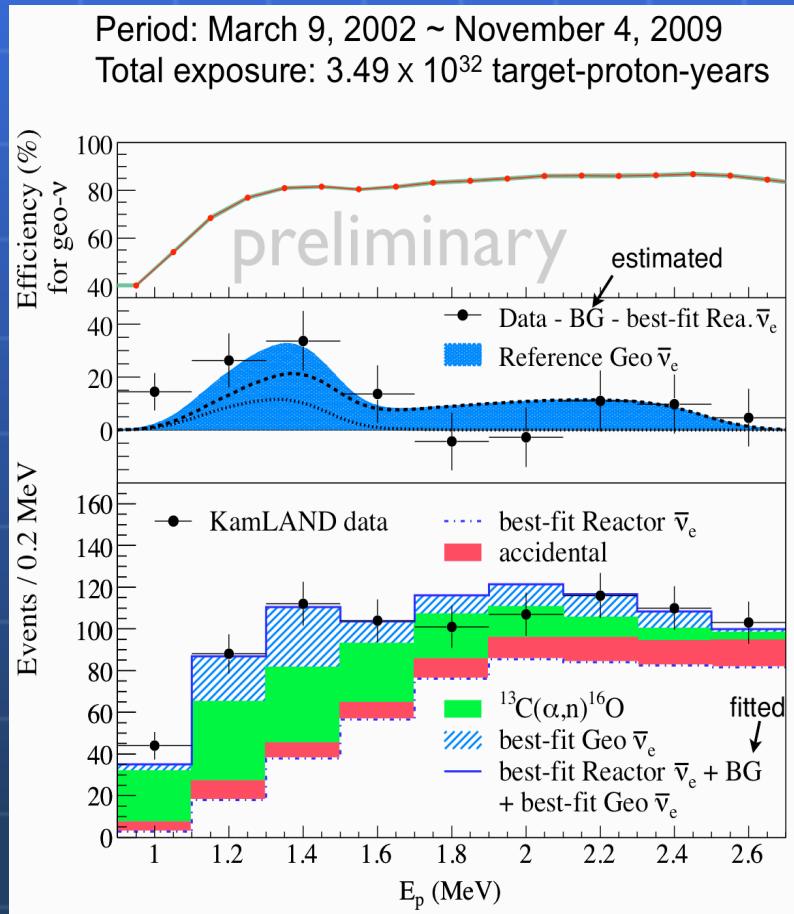 Period: March 9, 2002 ~ November 4, 2009
Total exposure: 3.49 x 10³² target-proton-years
Efficiency (%)
for geo-ν
100
80
60
40
preliminary
estimated
40
20
0
Data - BG - best-fit Rea. ν̅ₑ
Reference Geo ν̅ₑ
Events / 0.2 MeV
160
140
120
100
80
60
40
20
0
KamLAND data
best-fit Reactor ν̅ₑ
accidental
¹³C(α,n)¹⁶O
fitted
best-fit Geo ν̅ₑ
best-fit Reactor ν̅ₑ + BG
+ best-fit Geo ν̅ₑ
1 1.2 1.4 1.6 1.8 2 2.2 2.4 2.6
Eₚ (MeV)